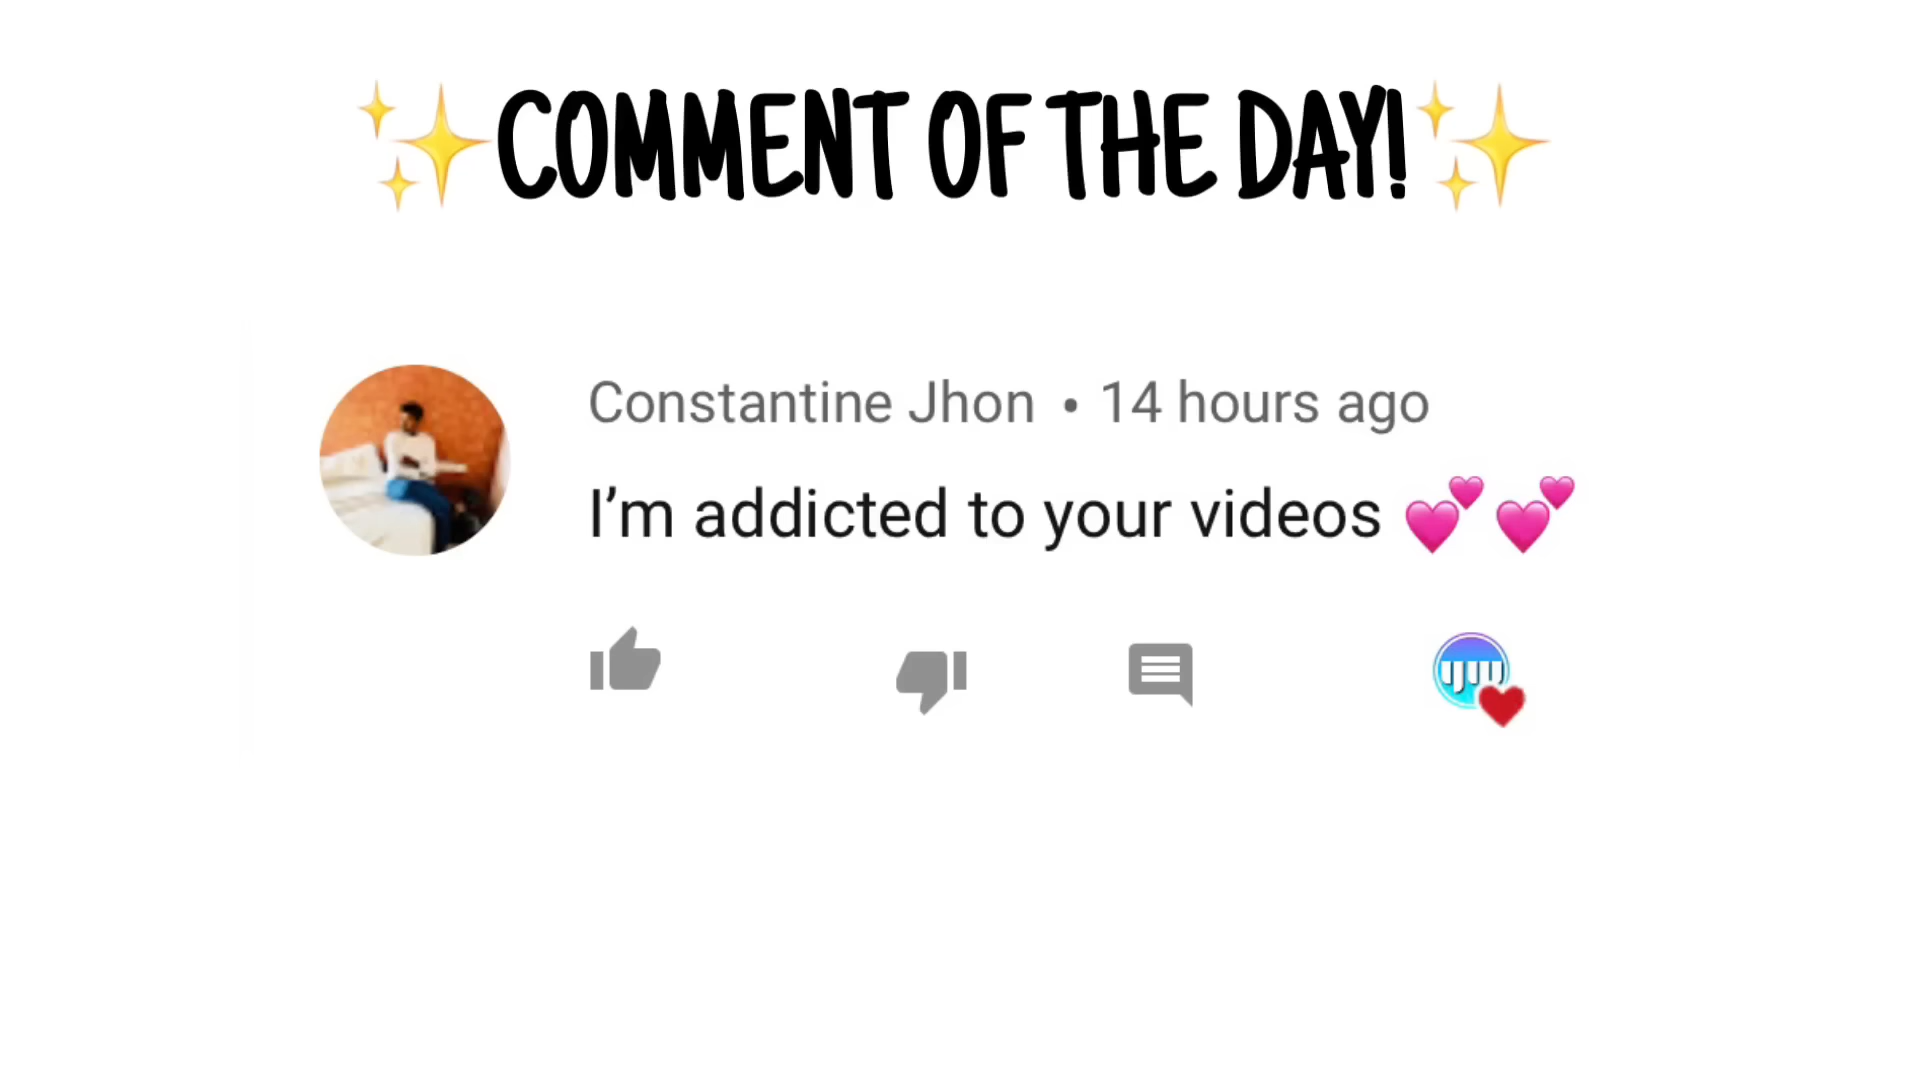 ✨COMMENT OF THE DAY!✨
Constantine Jhon • 14 hours ago
I’m addicted to your videos 💕💕